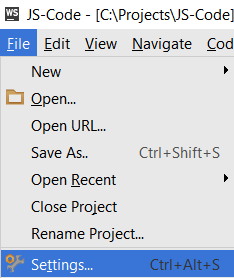 WS JS-Code - [C:\Projects\JS-Code]
File Edit View Navigate Cod
New
Open...
Open URL...
Save As.. Ctrl+Shift+S
Open Recent
Close Project
Rename Project...
Settings... Ctrl+Alt+S